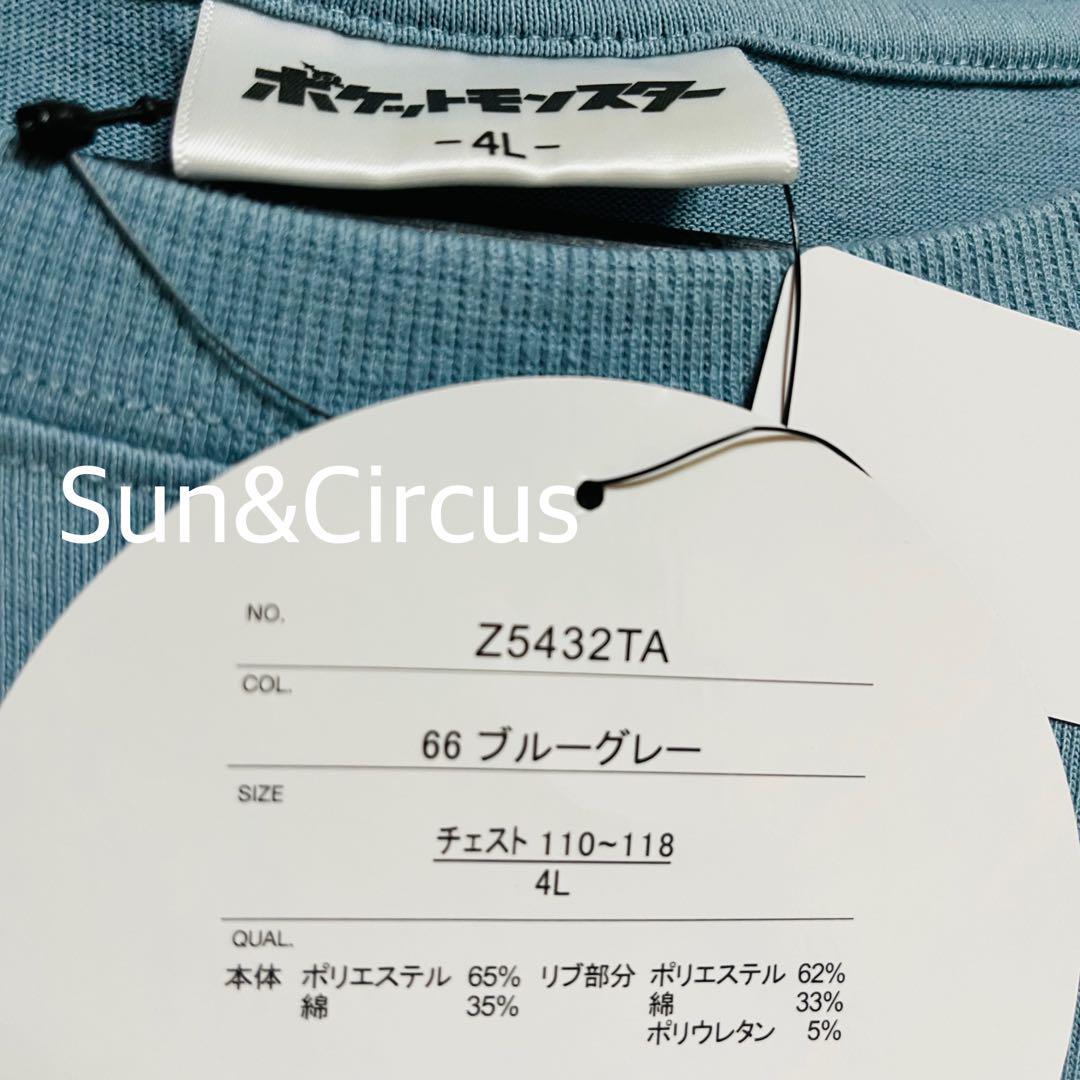 ポケットモンスター
-4L-
Sun&Circus
NO.
Z5432TA
COL.
66 ブルーグレー
SIZE
チェスト 110~118
4L
QUAL.
本体 ポリエステル 65% リブ部分 ポリエステル 62%
綿 35% 綿 33%
ポリウレタン 5%